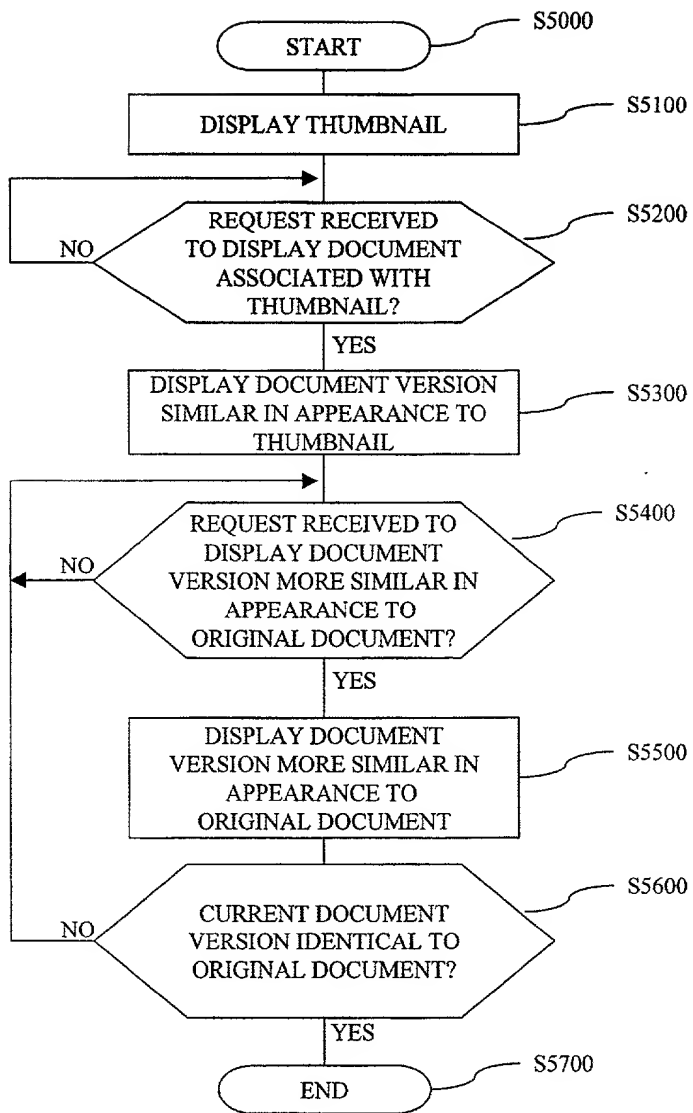 START
S5000
DISPLAY THUMBNAIL
S5100
REQUEST RECEIVED
TO DISPLAY DOCUMENT
ASSOCIATED WITH
THUMBNAIL?
S5200
NO
YES
DISPLAY DOCUMENT VERSION
SIMILAR IN APPEARANCE TO
THUMBNAIL
S5300
REQUEST RECEIVED TO
DISPLAY DOCUMENT
VERSION MORE SIMILAR IN
APPEARANCE TO
ORIGINAL DOCUMENT?
S5400
NO
YES
DISPLAY DOCUMENT
VERSION MORE SIMILAR IN
APPEARANCE TO
ORIGINAL DOCUMENT
S5500
CURRENT DOCUMENT
VERSION IDENTICAL TO
ORIGINAL DOCUMENT?
S5600
NO
YES
END
S5700